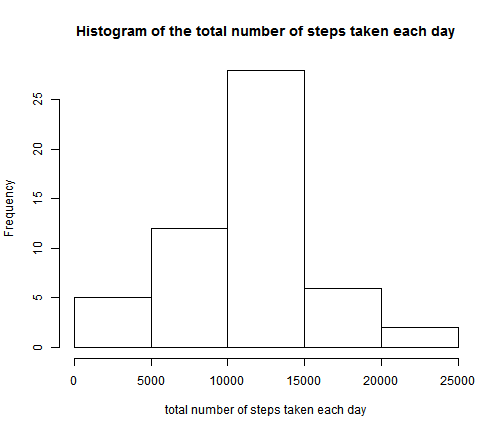 Histogram of the total number of steps taken each day
Frequency
25
20
15
10
5
0
0 5000 10000 15000 20000 25000
total number of steps taken each day